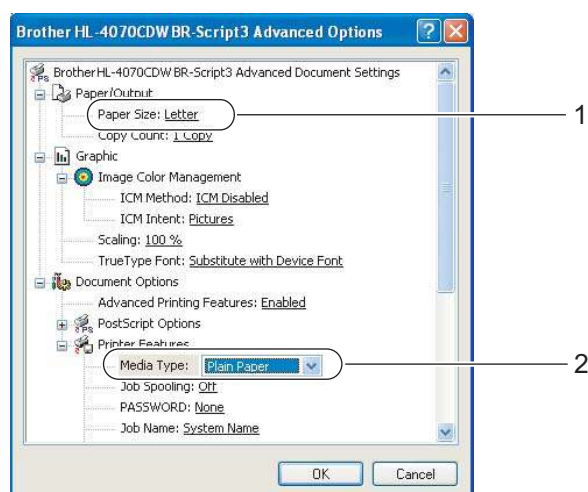 Brother HL-4070CDW BR-Script3 Advanced Options
BrotherHL-4070CDW BR-Script3 Advanced Document Settings
Paper/Output
Paper Size: Letter
1
Copy Count: 1 Copy
Graphic
Image Color Management
ICM Method: ICM Disabled
ICM Intent: Pictures
Scaling: 100 %
TrueType Font: Substitute with Device Font
Document Options
Advanced Printing Features: Enabled
PostScript Options
Printer Features
Media Type: Plain Paper
2
Job Spooling: Off
PASSWORD: None
Job Name: System Name
OK
Cancel